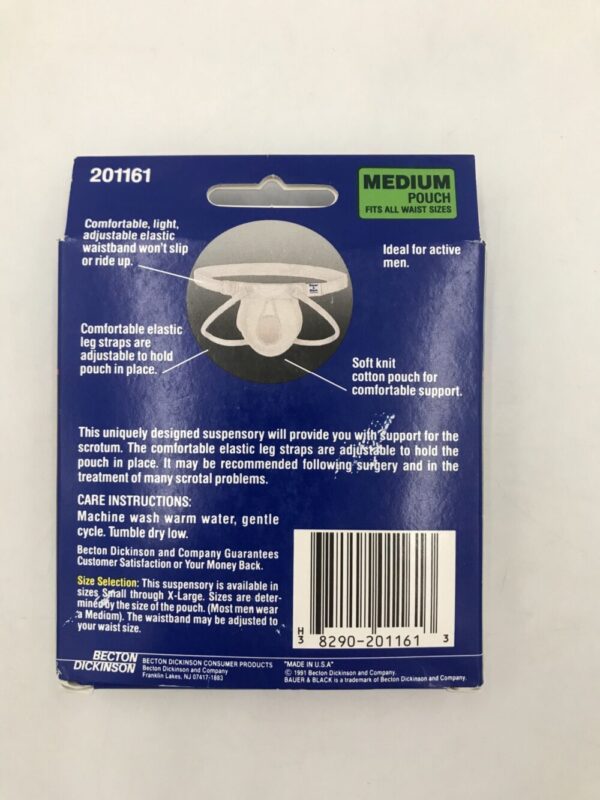 201161
MEDIUM
POUCH
FITS ALL WAIST SIZES
Comfortable, light,
adjustable elastic
waistband won't slip
or ride up.
Ideal for active
men.
Comfortable elastic
leg straps are
adjustable to hold
pouch in place.
Soft knit
cotton pouch for
comfortable support.
This uniquely designed suspensory will provide you with support for the
scrotum. The comfortable elastic leg straps are adjustable to hold the
pouch in place. It may be recommended following surgery and in the
treatment of many scrotal problems.
CARE INSTRUCTIONS:
Machine wash warm water, gentle
cycle. Tumble dry low.
Becton Dickinson and Company Guarantees
Customer Satisfaction or Your Money Back.
Size Selection: This suspensory is available in
sizes Small through X-Large. Sizes are deter-
mined by the size of the pouch. (Most men wear
a Medium). The waistband may be adjusted to
your waist size.
H
3 8290-201161 3
BECTON
DICKINSON
BECTON DICKINSON CONSUMER PRODUCTS
Becton Dickinson and Company
Franklin Lakes, NJ 07417-1883
"MADE IN U.S.A"
© 1991 Becton Dickinson and Company.
BAUER & BLACK is a trademark of Becton Dickinson and Company.